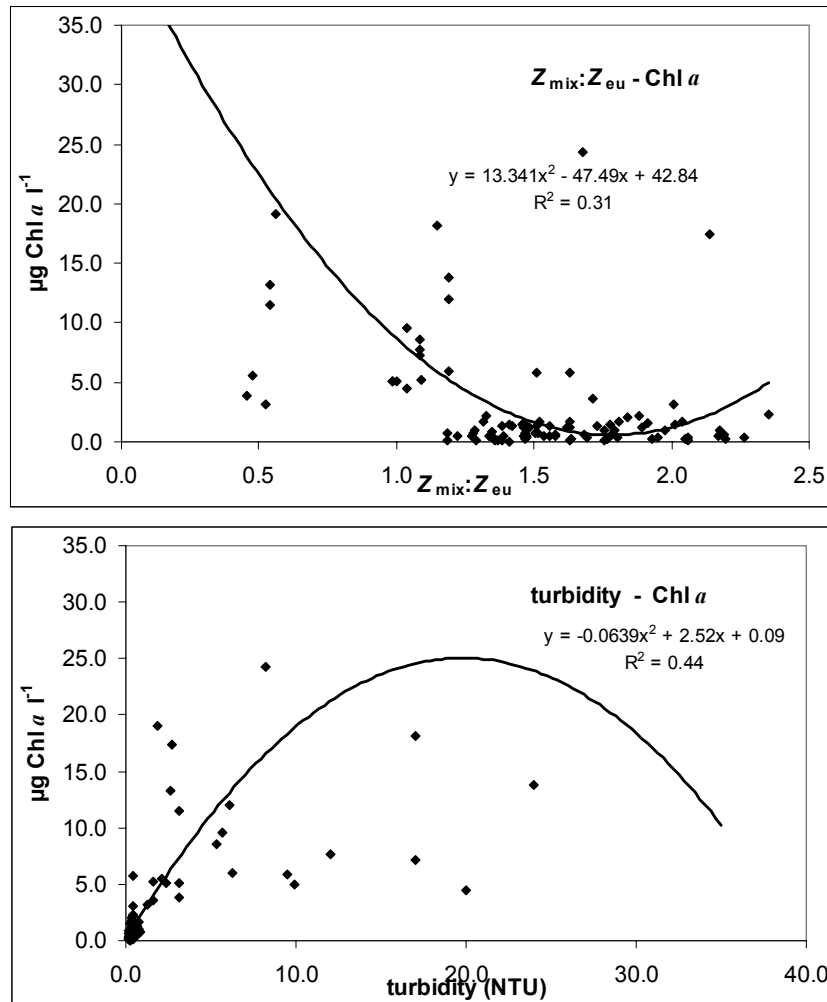 35.0
30.0
25.0
20.0
15.0
10.0
5.0
0.0
µg Chl a l⁻¹
Z mix:Z eu - Chl a
y = 13.341x² - 47.49x + 42.84
R² = 0.31
0.0 0.5 1.0 1.5 2.0 2.5
Z mix:Z eu
35.0
30.0
25.0
20.0
15.0
10.0
5.0
0.0
µg Chl a l⁻¹
turbidity - Chl a
y = -0.0639x² + 2.52x + 0.09
R² = 0.44
0.0 10.0 20.0 30.0 40.0
turbidity (NTU)